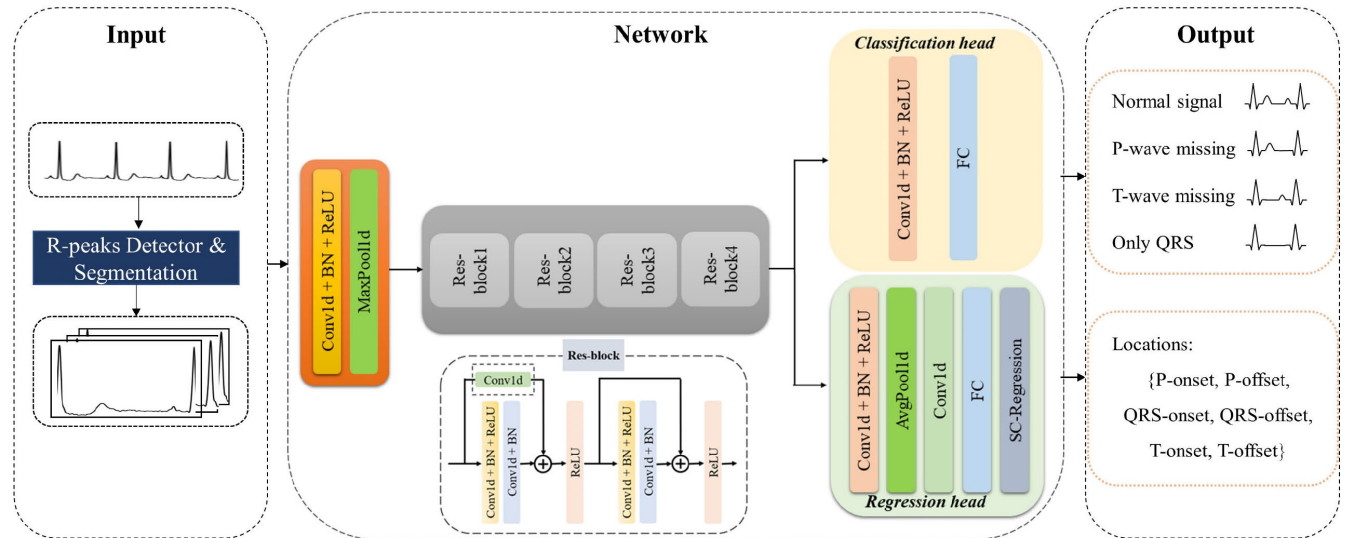 Input
R-peaks Detector &
Segmentation
Network
Conv1d + BN + ReLU
MaxPool1d
Res-
block1
Res-
block2
Res-
block3
Res-
block4
Res-block
Conv1d
Conv1d + BN + ReLU
Conv1d + BN
ReLU
Conv1d + BN + ReLU
Conv1d + BN
ReLU
Classification head
Conv1d + BN + ReLU
FC
Conv1d + BN + ReLU
AvgPool1d
Conv1d
FC
SC-Regression
Regression head
Output
Normal signal
P-wave missing
T-wave missing
Only QRS
Locations:
{P-onset, P-offset,
QRS-onset, QRS-offset,
T-onset, T-offset}